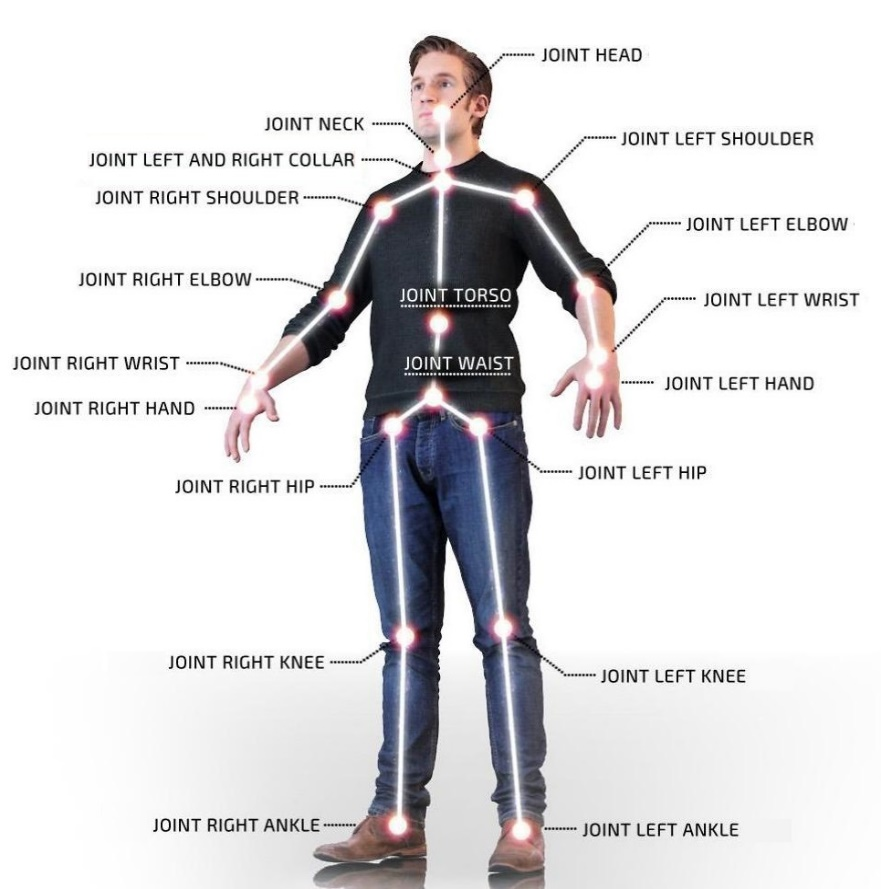 JOINT HEAD
JOINT NECK
JOINT LEFT SHOULDER
JOINT LEFT AND RIGHT COLLAR
JOINT RIGHT SHOULDER
JOINT LEFT ELBOW
JOINT RIGHT ELBOW
JOINT TORSO
JOINT LEFT WRIST
JOINT RIGHT WRIST
JOINT WAIST
JOINT LEFT HAND
JOINT RIGHT HAND
JOINT LEFT HIP
JOINT RIGHT HIP
JOINT RIGHT KNEE
JOINT LEFT KNEE
JOINT RIGHT ANKLE
JOINT LEFT ANKLE